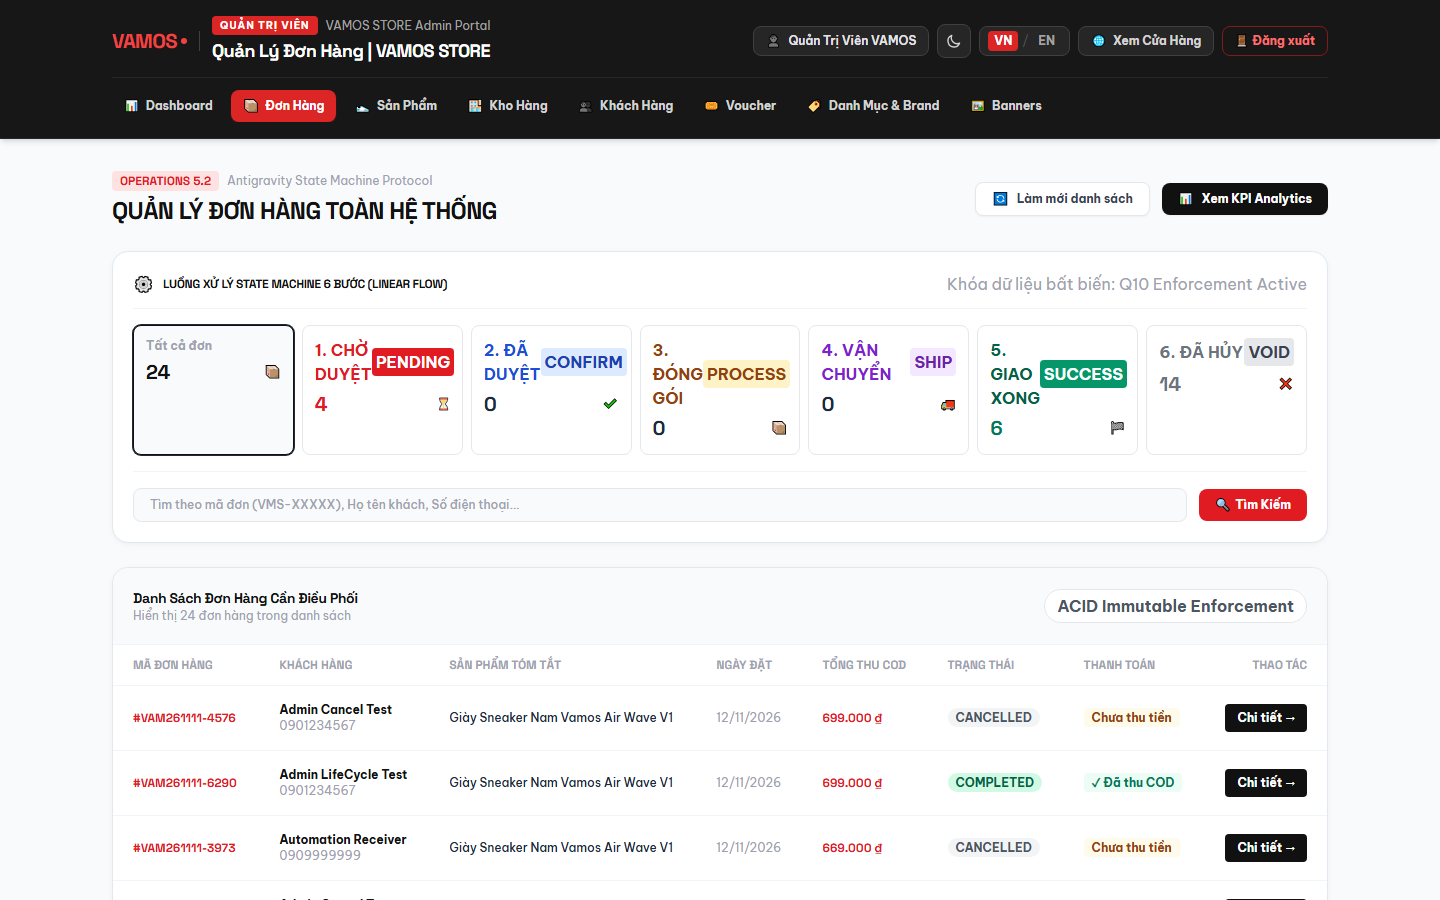 VAMOS
QUẢN TRỊ VIÊN VAMOS STORE Admin Portal
Quản Lý Đơn Hàng | VAMOS STORE
Quản Trị Viên VAMOS
VN / EN
Xem Cửa Hàng
Đăng xuất
Dashboard
Đơn Hàng
Sản Phẩm
Kho Hàng
Khách Hàng
Voucher
Danh Mục & Brand
Banners
OPERATIONS 5.2 Antigravity State Machine Protocol
QUẢN LÝ ĐƠN HÀNG TOÀN HỆ THỐNG
Làm mới danh sách
Xem KPI Analytics
LUỒNG XỬ LÝ STATE MACHINE 6 BƯỚC (LINEAR FLOW)
Khóa dữ liệu bất biến: Q10 Enforcement Active
Tất cả đơn
24
1. CHỜ
DUYỆT
PENDING
4
2. ĐÃ
DUYỆT
CONFIRM
0
3.
ĐÓNG
GÓI
PROCESS
0
4. VẬN
CHUYỂN
SHIP
0
5.
GIAO
XONG
SUCCESS
6
6. ĐÃ HỦY
VOID
14
Tìm theo mã đơn (VMS-XXXXX), Họ tên khách, Số điện thoại...
Tìm Kiếm
Danh Sách Đơn Hàng Cần Điều Phối
Hiển thị 24 đơn hàng trong danh sách
ACID Immutable Enforcement
MÃ ĐƠN HÀNG KHÁCH HÀNG SẢN PHẨM TÓM TẮT NGÀY ĐẶT TỔNG THU COD TRẠNG THÁI THANH TOÁN THAO TÁC
#VAM261111-4576 Admin Cancel Test Giày Sneaker Nam Vamos Air Wave V1 12/11/2026 699.000 ₫ CANCELLED Chưa thu tiền Chi tiết →
0901234567
#VAM261111-6290 Admin LifeCycle Test Giày Sneaker Nam Vamos Air Wave V1 12/11/2026 699.000 ₫ COMPLETED ✓ Đã thu COD Chi tiết →
0901234567
#VAM261111-3973 Automation Receiver Giày Sneaker Nam Vamos Air Wave V1 12/11/2026 669.000 ₫ CANCELLED Chưa thu tiền Chi tiết →
0909999999